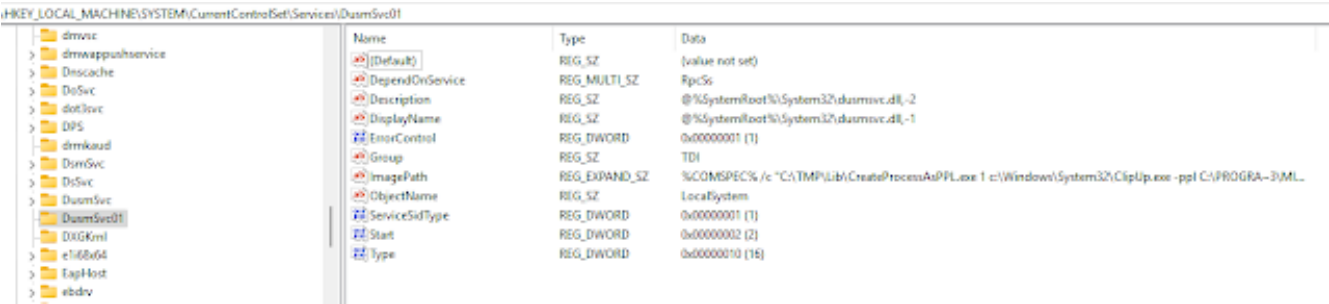 \HKEY_LOCAL_MACHINE\SYSTEM\CurrentControlSet\Services\DusmSvc01
dmvsc
dmwappushservice
Dnscache
DoSvc
dot3svc
DPS
drmkaud
DsmSvc
DsSvc
DusmSvc
DusmSvc01
DXGKrnl
e1i68x64
EapHost
ebdrv
Name Type Data
(Default) REG_SZ (value not set)
DependOnService REG_MULTI_SZ RpcSs
Description REG_SZ @%SystemRoot%\System32\dusmsvc.dll,-2
DisplayName REG_SZ @%SystemRoot%\System32\dusmsvc.dll,-1
ErrorControl REG_DWORD 0x00000001 (1)
Group REG_SZ TDI
ImagePath REG_EXPAND_SZ %COMSPEC% /c "C:\TMP\Lib\CreateProcessAsPPL.exe 1 c:\Windows\System32\ClipUp.exe -ppl C:\PROGRA~3\MI...
ObjectName REG_SZ LocalSystem
ServiceSidType REG_DWORD 0x00000001 (1)
Start REG_DWORD 0x00000002 (2)
Type REG_DWORD 0x00000010 (16)